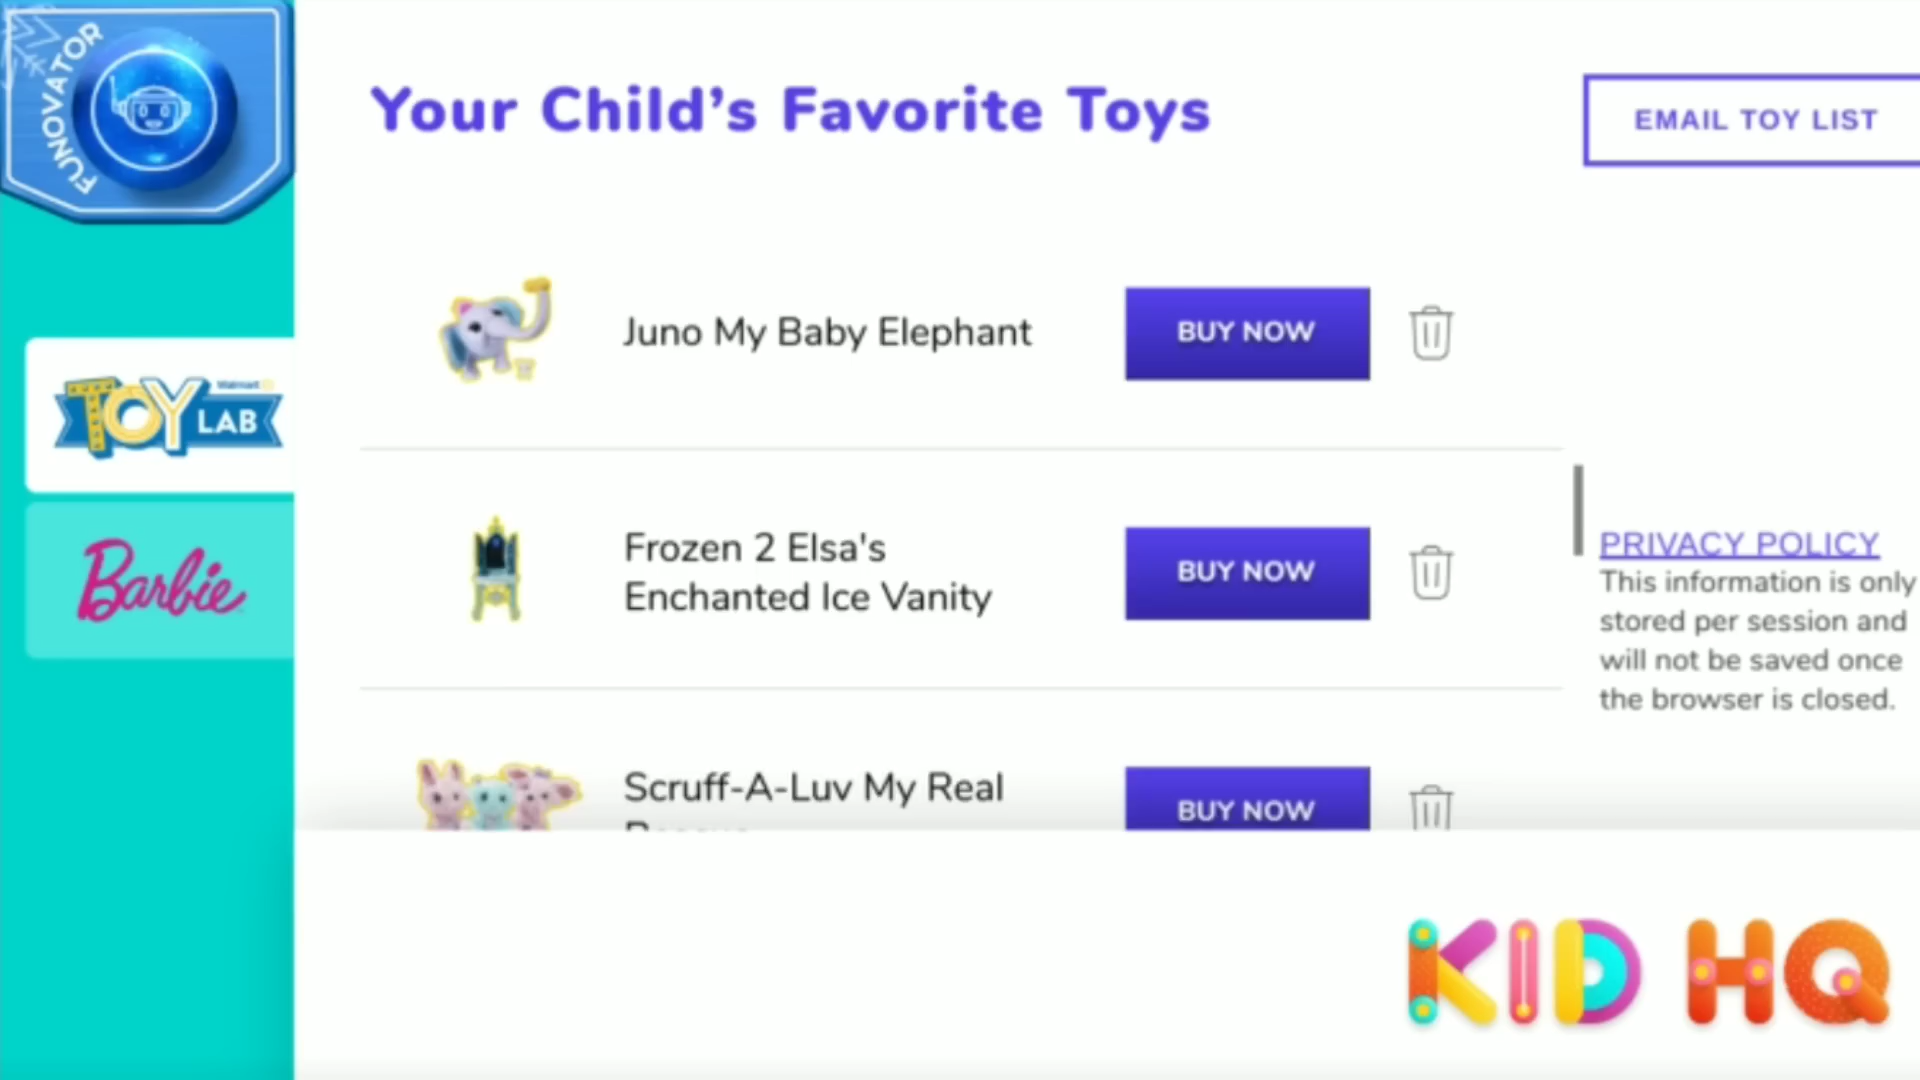 FUNOVATOR
Your Child's Favorite Toys
EMAIL TOY LIST
Juno My Baby Elephant
BUY NOW
Walmart
TOY LAB
Barbie
Frozen 2 Elsa's
Enchanted Ice Vanity
BUY NOW
PRIVACY POLICY
This information is only
stored per session and
will not be saved once
the browser is closed.
Scruff-A-Luv My Real
BUY NOW
KID HQ